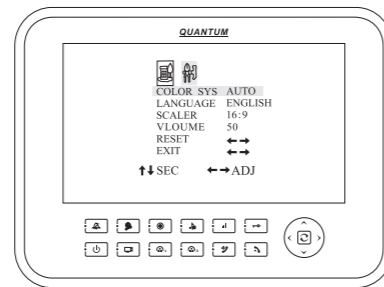 QUANTUM
COLOR SYS AUTO
LANGUAGE ENGLISH
SCALER 16:9
VLOUME 50
RESET ←→
EXIT ←→
↑↓SEC ←→ADJ